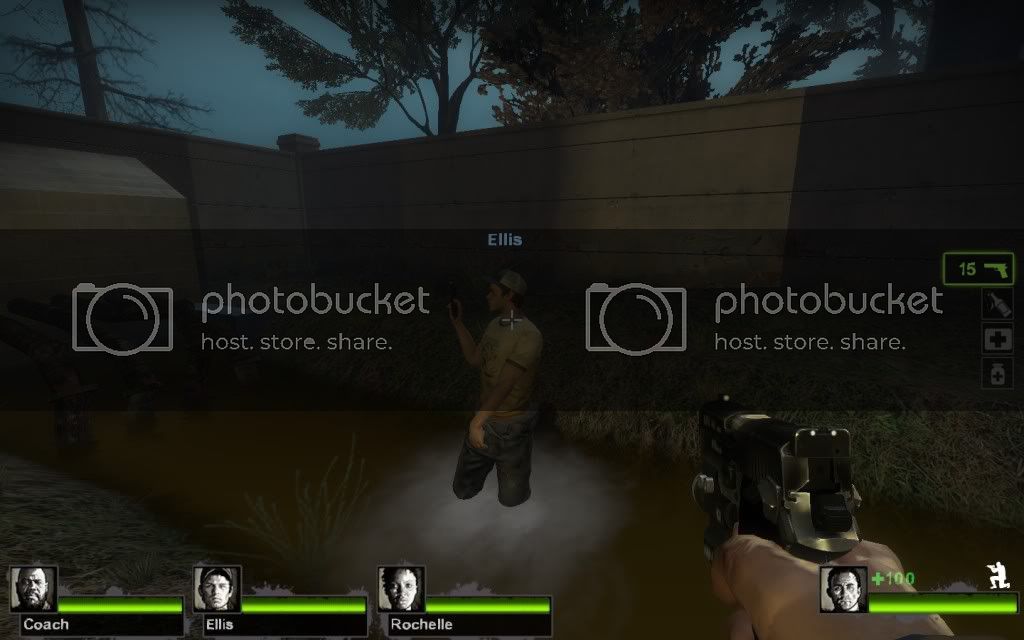 Ellis
15
photobucket photobucket
host. store. share. host. store. share.
+100
Coach Ellis Rochelle